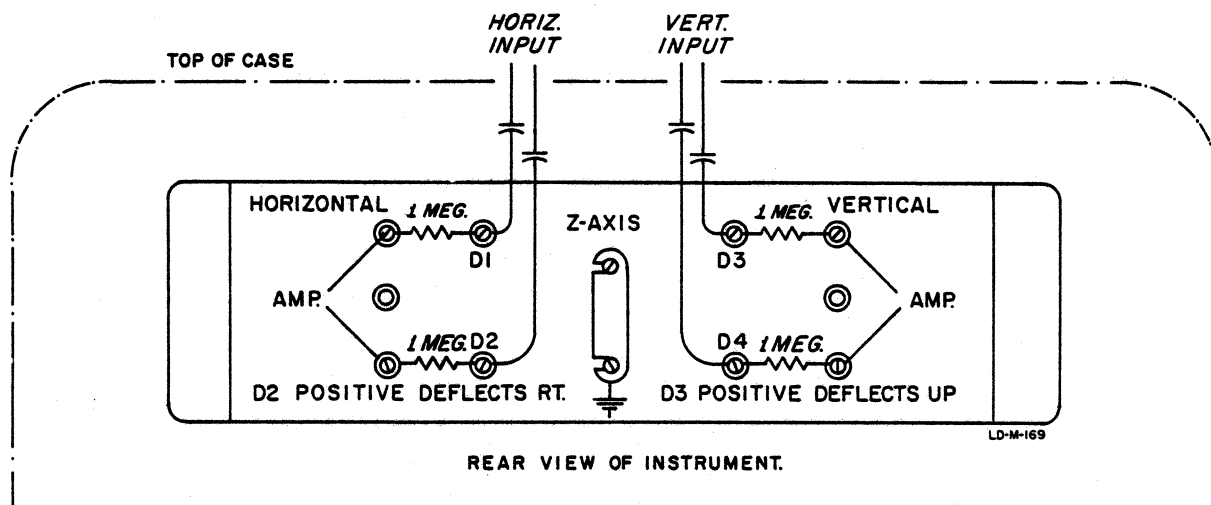 HORIZ.
INPUT
VERT.
INPUT
TOP OF CASE
HORIZONTAL
1 MEG.
D1
Z-AXIS
1 MEG.
VERTICAL
D3
AMP.
AMP.
1 MEG.
D2
D4
1 MEG.
D2 POSITIVE DEFLECTS RT.
D3 POSITIVE DEFLECTS UP
LD-M-169
REAR VIEW OF INSTRUMENT.